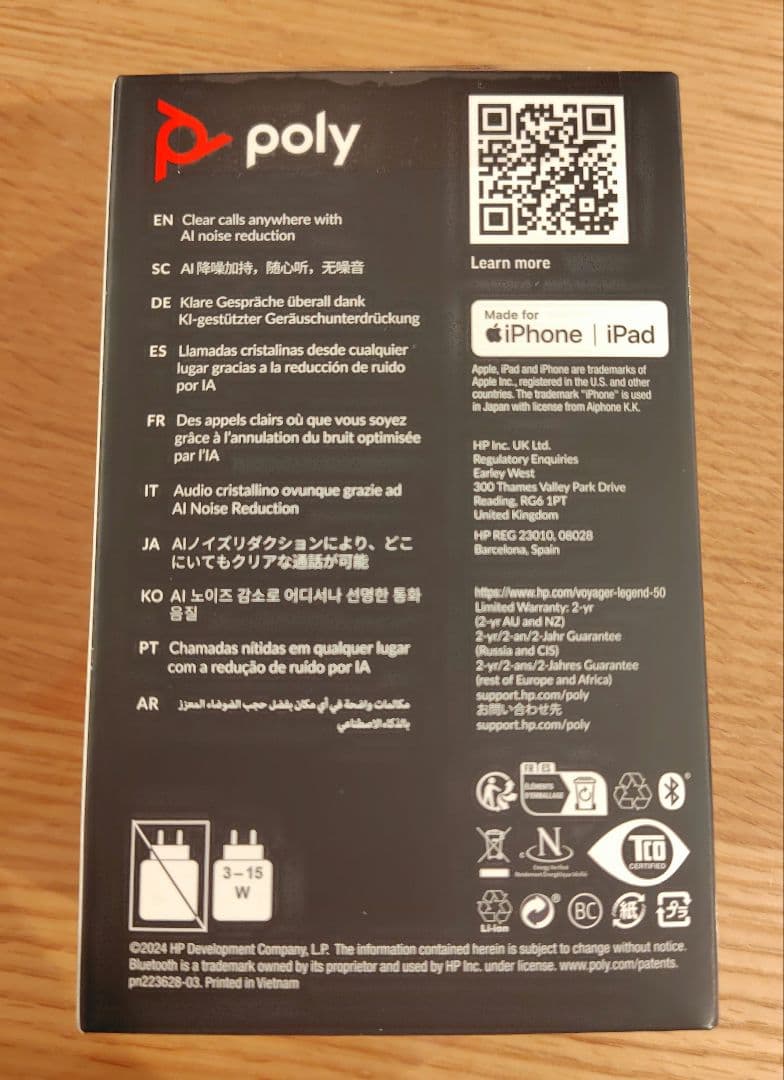 poly
EN Clear calls anywhere with
AI noise reduction
SC AI 降噪加持，随心听，无噪音
DE Klare Gespräche überall dank
KI-gestützter Geräuschunterdrückung
ES Llamadas cristalinas desde cualquier
lugar gracias a la reducción de ruido
por IA
FR Des appels clairs où que vous soyez
grâce à l'annulation du bruit optimisée
par l'IA
IT Audio cristallino ovunque grazie ad
AI Noise Reduction
JA AIノイズリダクションにより、どこ
にいてもクリアな通話が可能
KO AI 노이즈 감소로 어디서나 선명한 통화
음질
PT Chamadas nítidas em qualquer lugar
com a redução de ruído por IA
AR مكالمات واضحة في أي مكان بفضل حجب الضوضاء المعزز
بالذكاء الاصطناعي
3–15
W
Learn more
Made for
iPhone | iPad
Apple, iPad and iPhone are trademarks of
Apple Inc., registered in the U.S. and other
countries. The trademark "iPhone" is used
in Japan with license from Aiphone K.K.
HP Inc. UK Ltd.
Regulatory Enquiries
Earley West
300 Thames Valley Park Drive
Reading, RG6 1PT
United Kingdom
HP REG 23010, 08028
Barcelona, Spain
https://www.hp.com/voyager-legend-50
Limited Warranty: 2-yr
(2-yr AU and NZ)
2-yr/2-an/2-Jahr Guarantee
(Russia and CIS)
2-yr/2-ans/2-Jahres Guarantee
(rest of Europe and Africa)
support.hp.com/poly
お問い合わせ先
support.hp.com/poly
FR ES
ÉLÉMENTS
D'EMBALLAGE
N
Energy Verified
Rendement Énergétique Vérifié
TCO
CERTIFIED
Li-ion
BC
紙
プラ
©2024 HP Development Company, L.P. The information contained herein is subject to change without notice.
Bluetooth is a trademark owned by its proprietor and used by HP Inc. under license. www.poly.com/patents.
pn223628-03. Printed in Vietnam